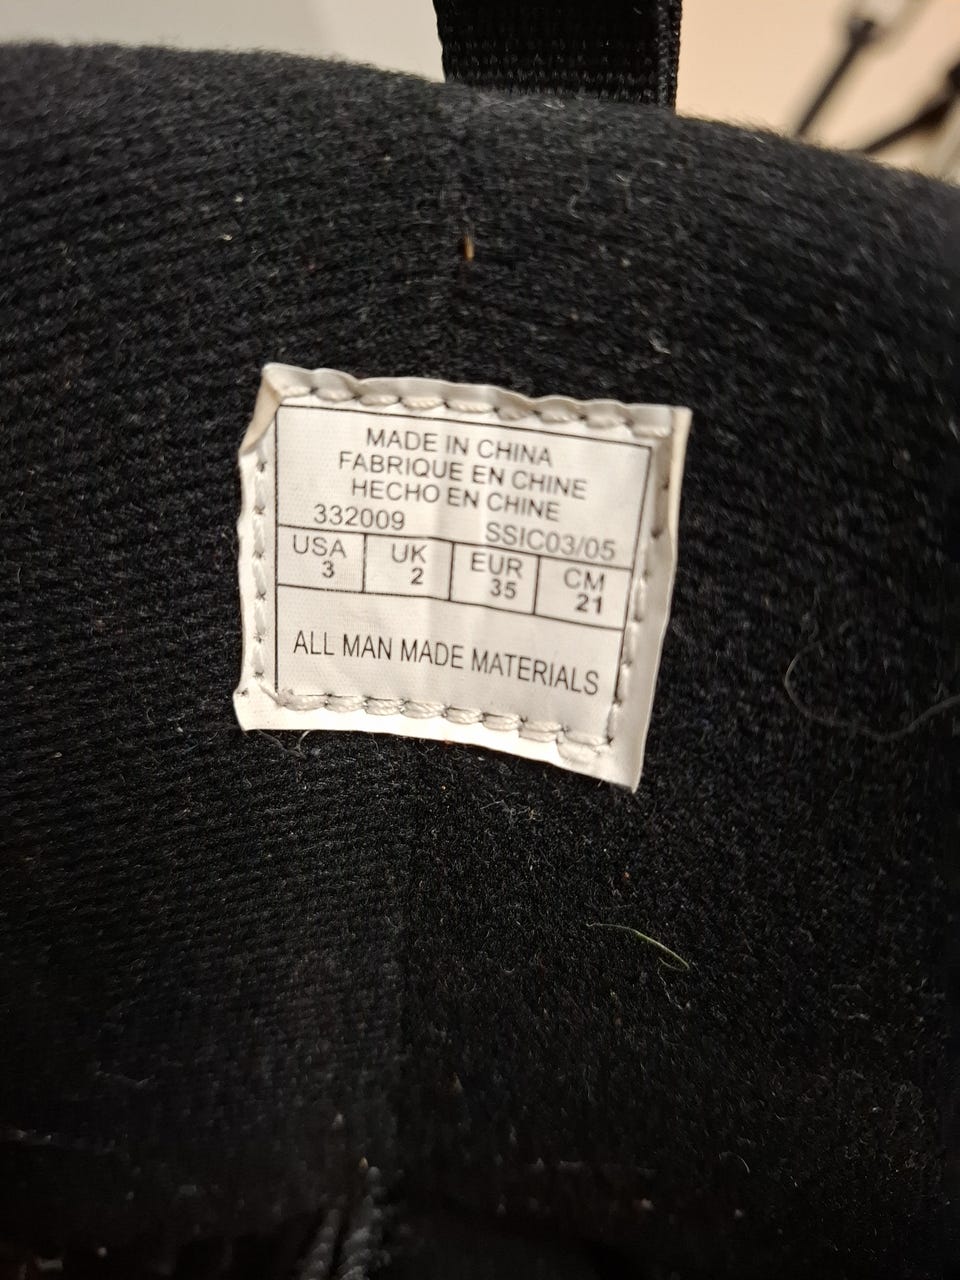 MADE IN CHINA
FABRIQUE EN CHINE
HECHO EN CHINE
332009 SSIC03/05
USA UK EUR CM
3 2 35 21
ALL MAN MADE MATERIALS